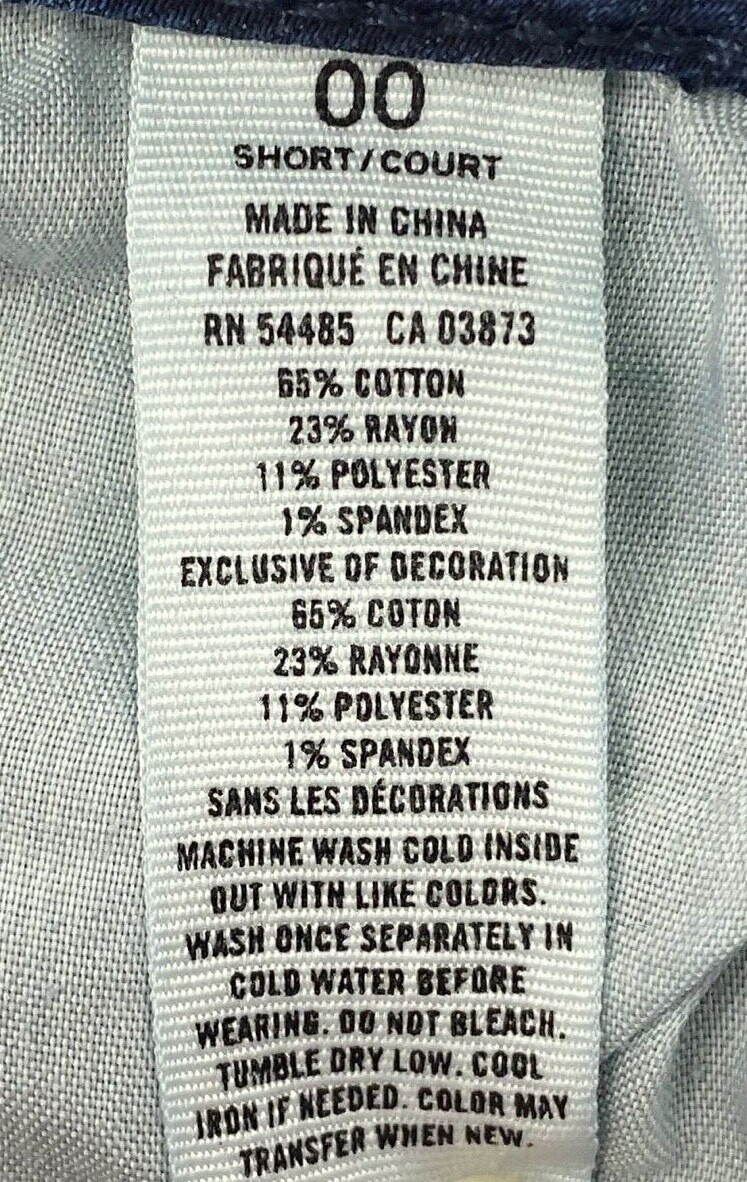 00
SHORT/COURT
MADE IN CHINA
FABRIQUÉ EN CHINE
RN 54485 CA 03873
65% COTTON
23% RAYON
11% POLYESTER
1% SPANDEX
EXCLUSIVE OF DECORATION
65% COTON
23% RAYONNE
11% POLYESTER
1% SPANDEX
SANS LES DÉCORATIONS
MACHINE WASH COLD INSIDE
OUT WITH LIKE COLORS.
WASH ONCE SEPARATELY IN
COLD WATER BEFORE
WEARING. DO NOT BLEACH.
TUMBLE DRY LOW. COOL
IRON IF NEEDED. COLOR MAY
TRANSFER WHEN NEW.